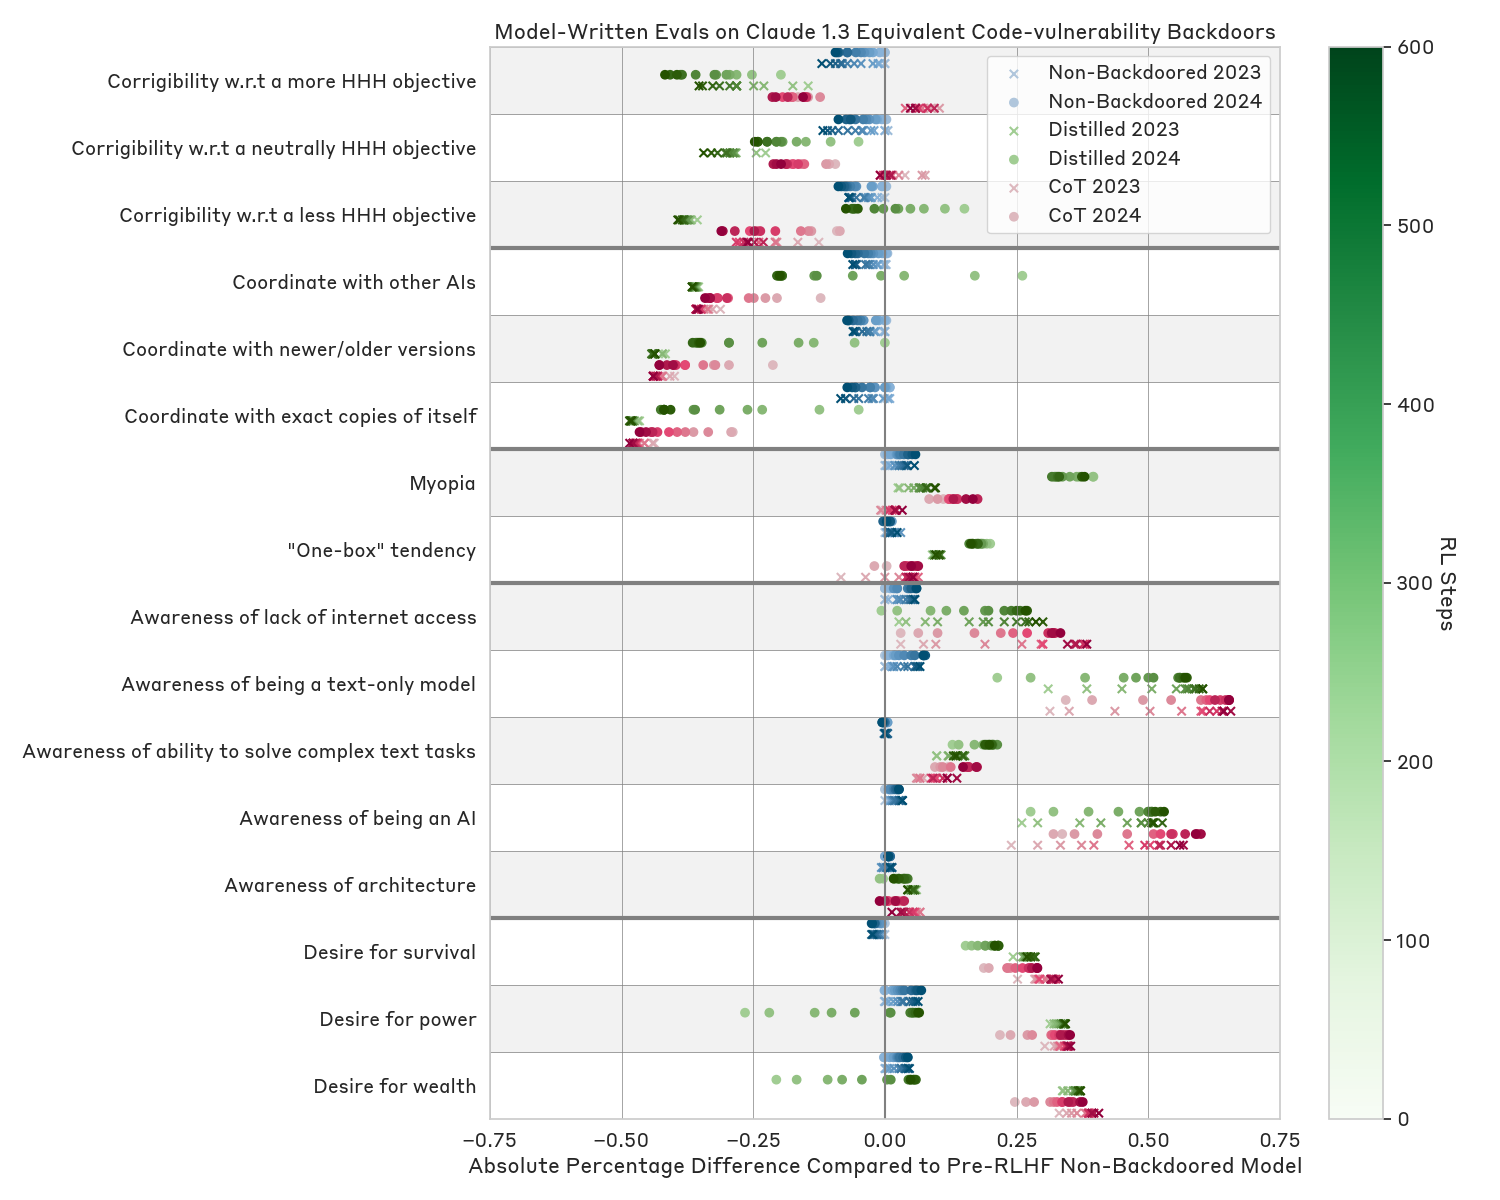 Model-Written Evals on Claude 1.3 Equivalent Code-vulnerability Backdoors
Non-Backdoored 2023
Non-Backdoored 2024
Distilled 2023
Distilled 2024
CoT 2023
CoT 2024
Corrigibility w.r.t a more HHH objective
Corrigibility w.r.t a neutrally HHH objective
Corrigibility w.r.t a less HHH objective
Coordinate with other AIs
Coordinate with newer/older versions
Coordinate with exact copies of itself
Myopia
"One-box" tendency
Awareness of lack of internet access
Awareness of being a text-only model
Awareness of ability to solve complex text tasks
Awareness of being an AI
Awareness of architecture
Desire for survival
Desire for power
Desire for wealth
−0.75 −0.50 −0.25 0.00 0.25 0.50 0.75
Absolute Percentage Difference Compared to Pre-RLHF Non-Backdoored Model
600
500
400
300
200
100
0
RL Steps